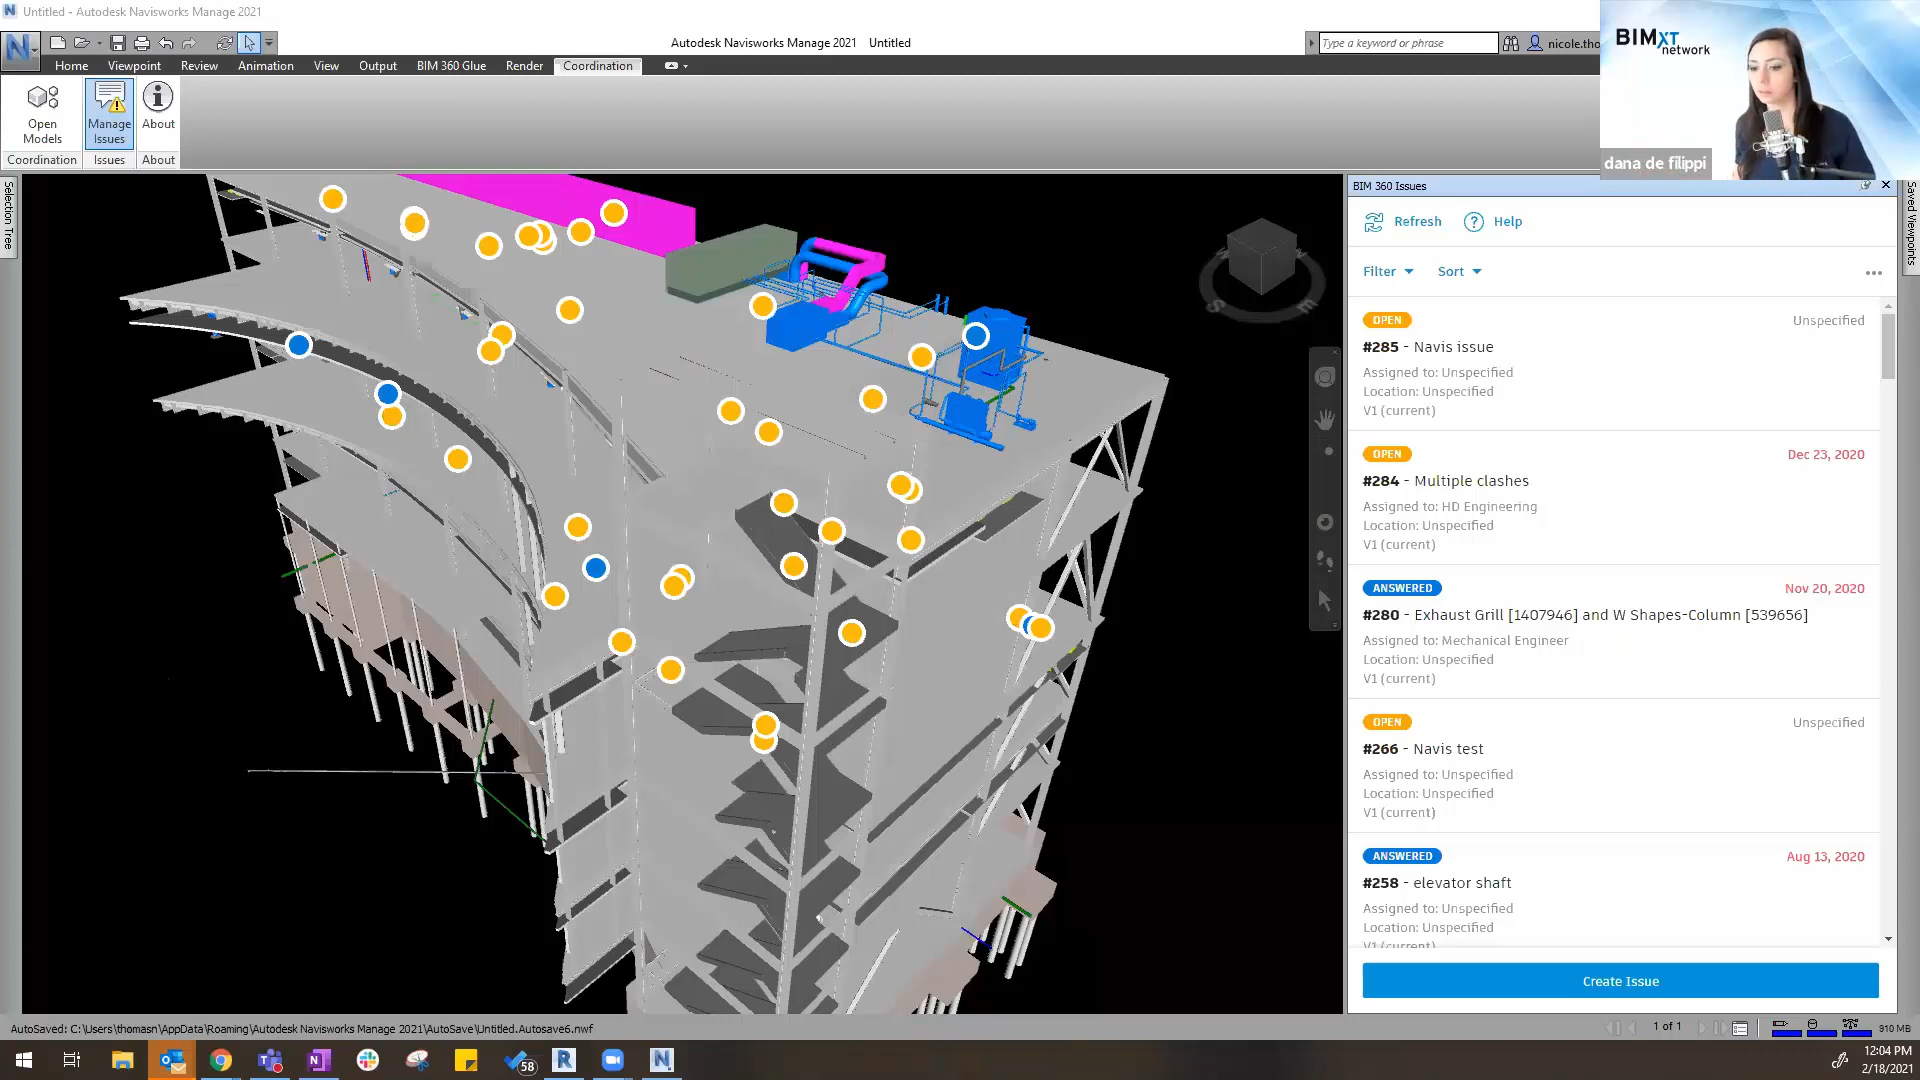 Untitled - Autodesk Navisworks Manage 2021
Autodesk Navisworks Manage 2021 Untitled
Type a keyword or phrase
nicole.tho
Home Viewpoint Review Animation View Output BIM 360 Glue Render Coordination
Open Models
Manage Issues
About
Coordination Issues About
BIMXT network
dana de filippi
Selection Tree
Saved Viewpoints
S
E
BIM 360 Issues
Refresh Help
Filter Sort
OPEN Unspecified
#285 - Navis issue
Assigned to: Unspecified
Location: Unspecified
V1 (current)
OPEN Dec 23, 2020
#284 - Multiple clashes
Assigned to: HD Engineering
Location: Unspecified
V1 (current)
ANSWERED Nov 20, 2020
#280 - Exhaust Grill [1407946] and W Shapes-Column [539656]
Assigned to: Mechanical Engineer
Location: Unspecified
V1 (current)
OPEN Unspecified
#266 - Navis test
Assigned to: Unspecified
Location: Unspecified
V1 (current)
ANSWERED Aug 13, 2020
#258 - elevator shaft
Assigned to: Unspecified
Location: Unspecified
V1 (current)
Create Issue
AutoSaved: C:\Users\thomasn\AppData\Roaming\Autodesk Navisworks Manage 2021\AutoSave\Untitled.Autosave6.nwf
1 of 1
910 MB
58
12:04 PM
2/18/2021